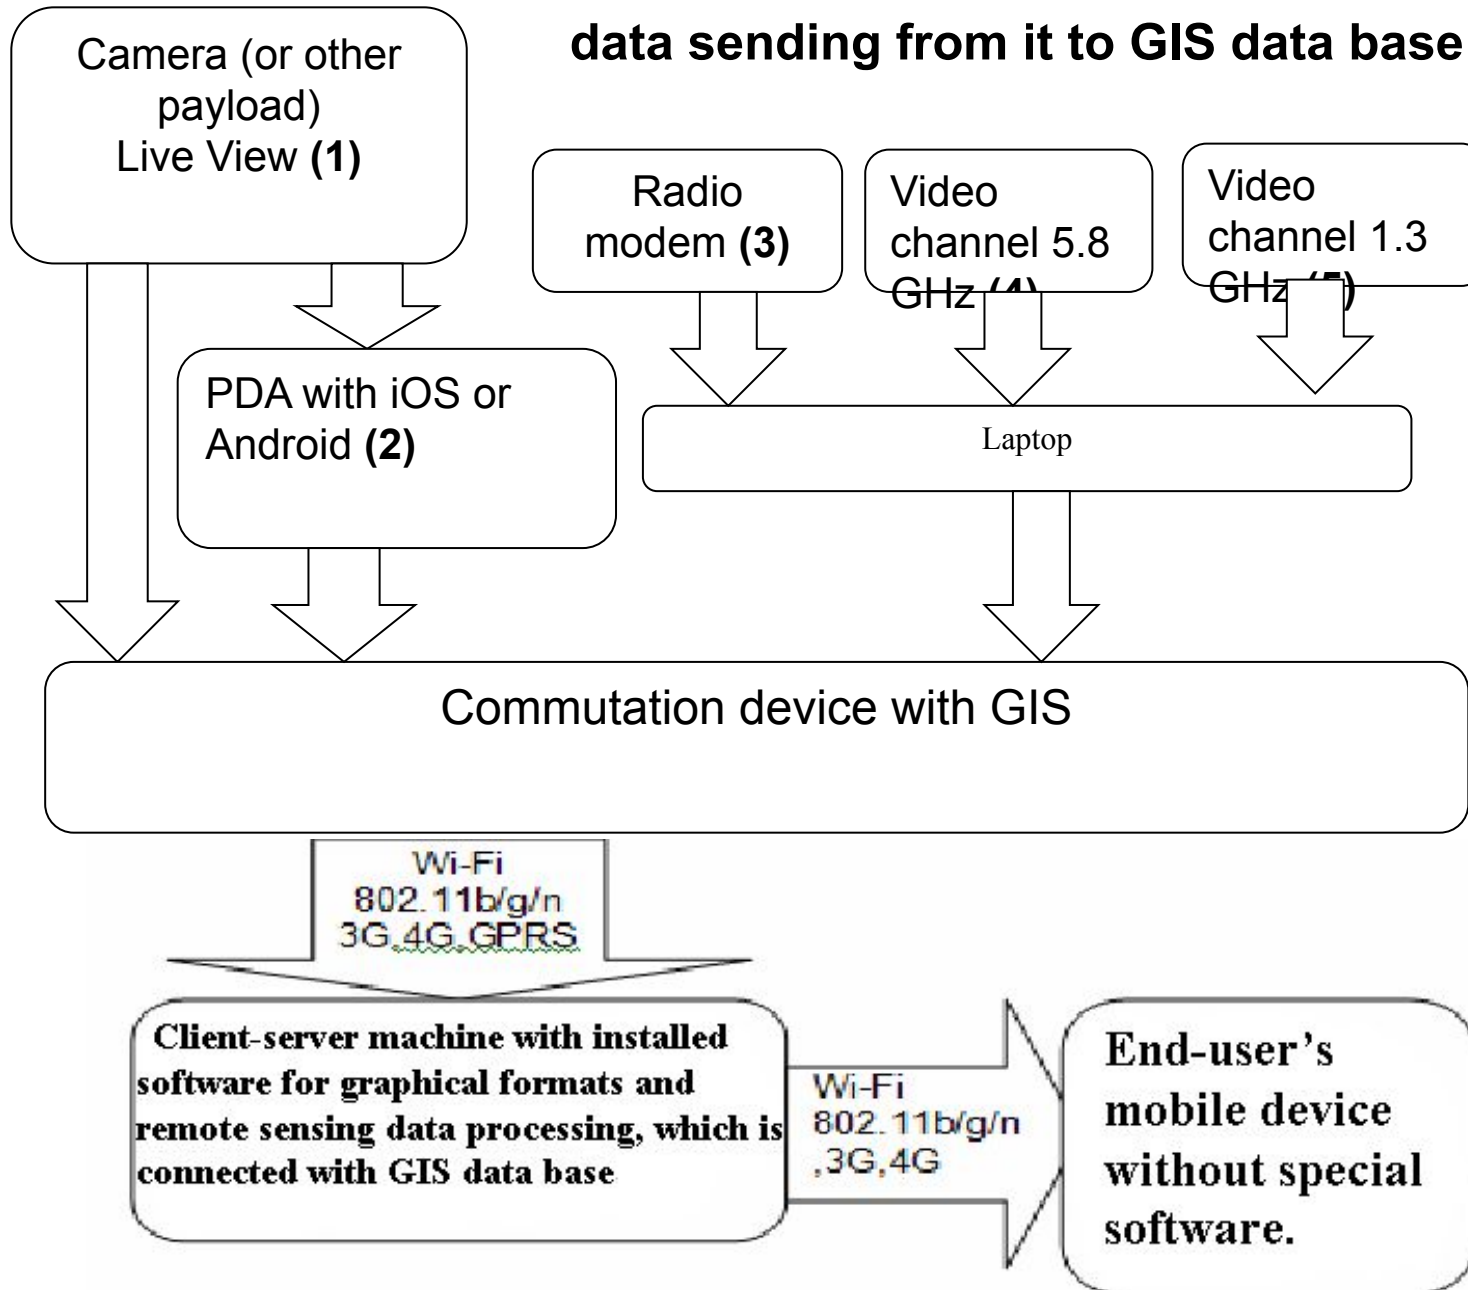 data sending from it to GIS data base
Camera (or other
payload)
Live View (1)
Radio
modem (3)
Video
channel 5.8
GHz (4)
Video
channel 1.3
GHz (5)
PDA with iOS or
Android (2)
Laptop
Commutation device with GIS
Wi-Fi
802.11b/g/n
3G,4G,GPRS
Client-server machine with installed
software for graphical formats and
remote sensing data processing, which is
connected with GIS data base
Wi-Fi
802.11b/g/n
,3G,4G
End-user’s
mobile device
without special
software.